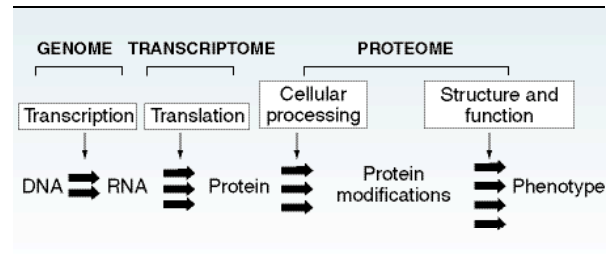 GENOME TRANSCRIPTOME PROTEOME
Transcription Translation Cellular processing Structure and function
DNA RNA Protein Protein modifications Phenotype